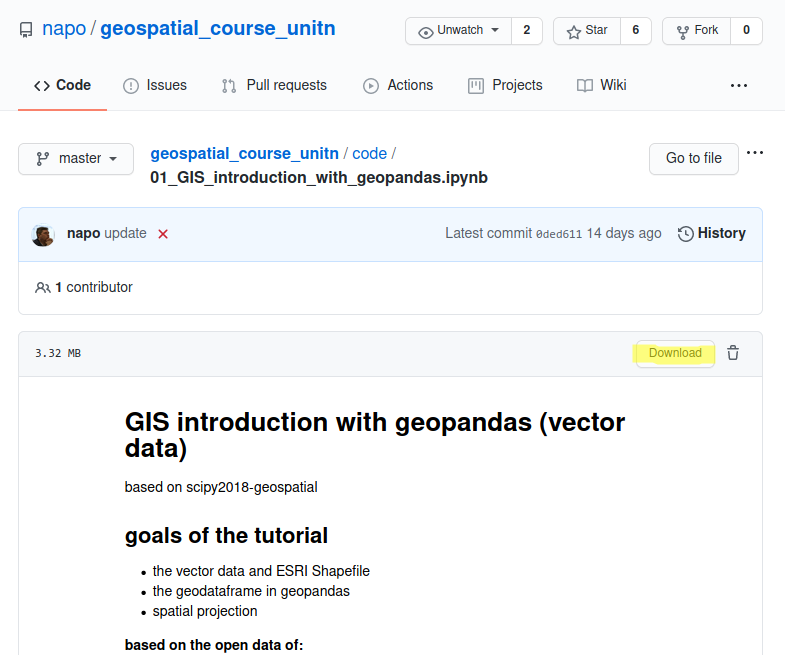 napo / geospatial_course_unitn
Unwatch 2 Star 6 Fork 0
Code Issues Pull requests Actions Projects Wiki ...
master geospatial_course_unitn / code / Go to file ...
01_GIS_introduction_with_geopandas.ipynb
napo update Latest commit 0ded611 14 days ago History
1 contributor
3.32 MB Download
GIS introduction with geopandas (vector
data)
based on scipy2018-geospatial
goals of the tutorial
• the vector data and ESRI Shapefile
• the geodataframe in geopandas
• spatial projection
based on the open data of: